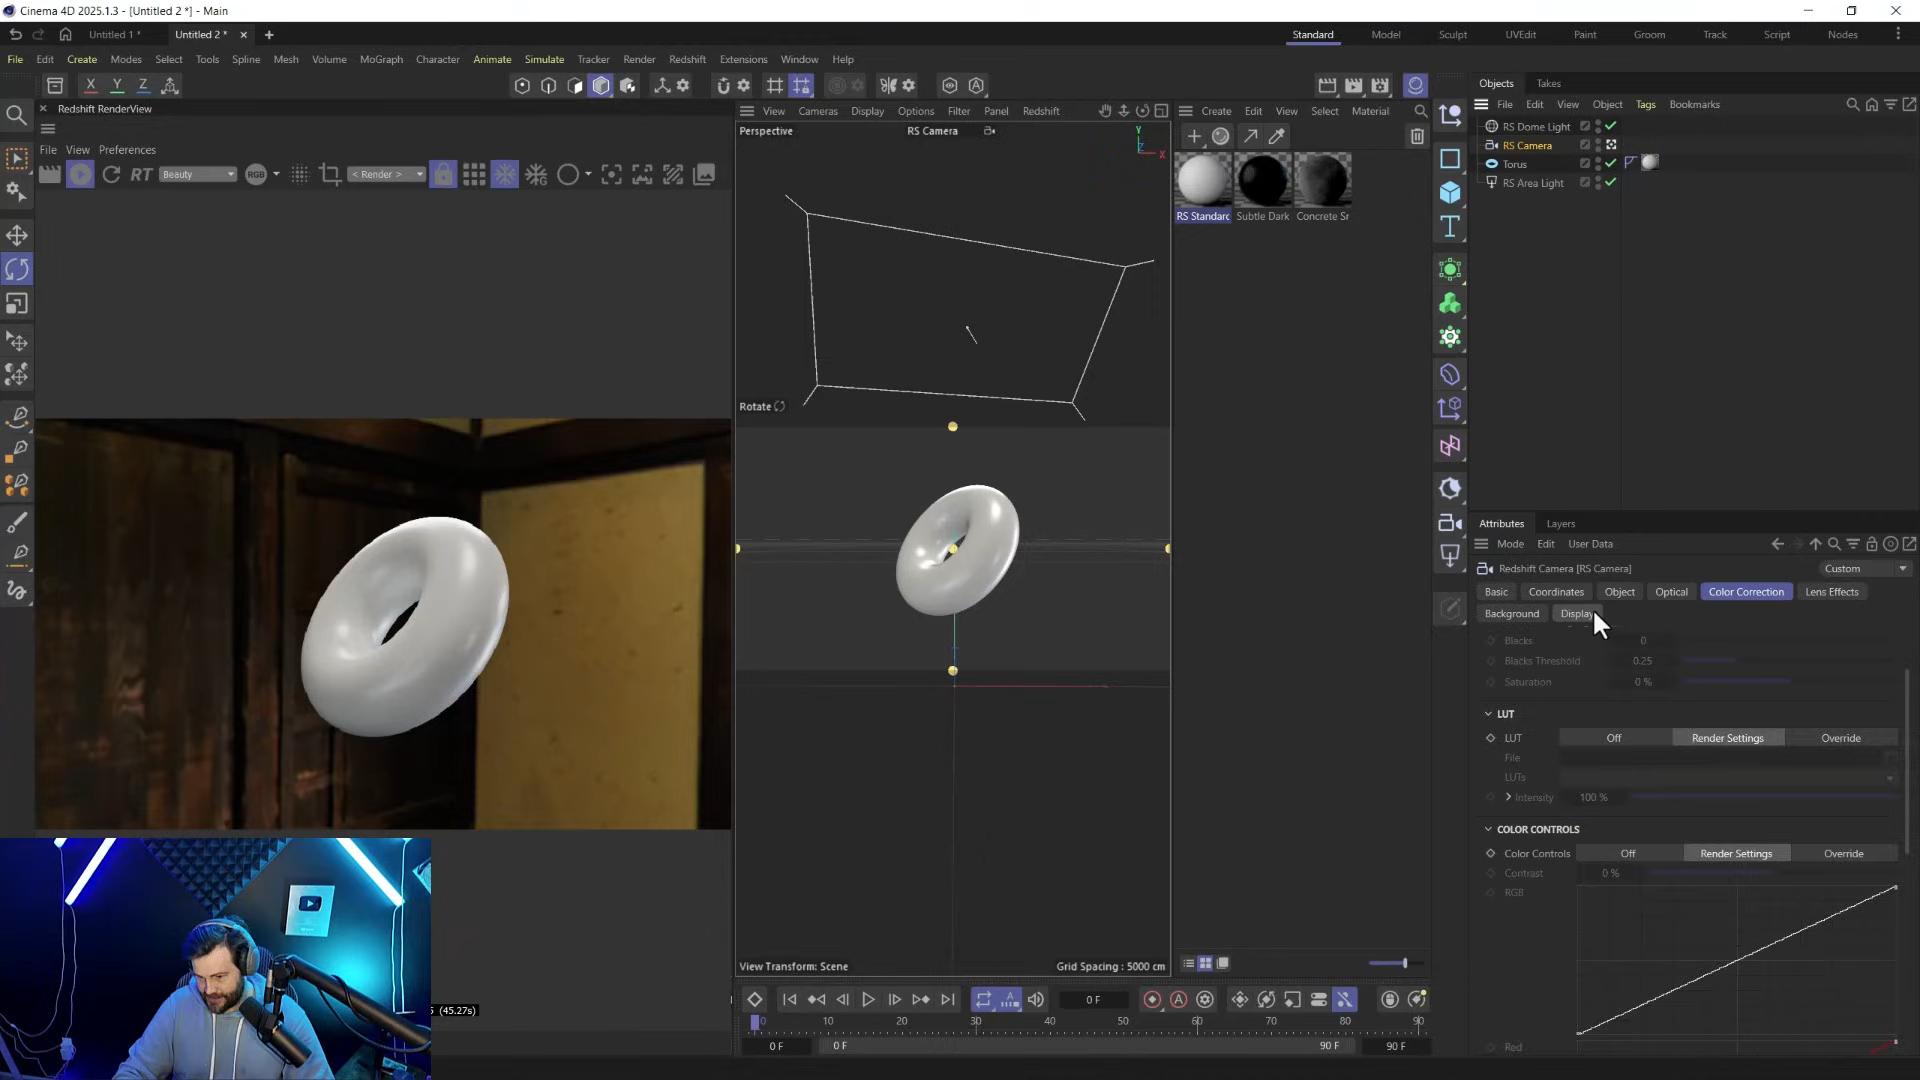 Cinema 4D 2025.1.3 - [Untitled 2 *] - Main
Untitled 1 *
Untitled 2 *
Standard
Model
Sculpt
UVEdit
Paint
Groom
Track
Script
Nodes
File Edit Create Modes Select Tools Spline Mesh Volume MoGraph Character Animate Simulate Tracker Render Redshift Extensions Window Help
X Y Z
Redshift RenderView
File View Preferences
RT Beauty RGB < Render >
View Cameras Display Options Filter Panel Redshift
Perspective
RS Camera
Y
Z
X
Rotate
View Transform: Scene
Grid Spacing : 5000 cm
Create Edit View Select Material
RS Standard
Subtle Dark
Concrete Sr
Objects Takes
File Edit View Object Tags Bookmarks
RS Dome Light
RS Camera
Torus
RS Area Light
Attributes Layers
Mode Edit User Data
Redshift Camera [RS Camera]
Custom
Basic Coordinates Object Optical Color Correction Lens Effects
Background Display
Blacks 0
Blacks Threshold 0.25
Saturation 0 %
LUT
LUT Off Render Settings Override
File
LUTs
Intensity 100 %
COLOR CONTROLS
Color Controls Off Render Settings Override
Contrast 0 %
RGB
Red
(45.27s)
0 F
0 10 20 30 40 50 60 70 80 90
0 F 0 F 90 F 90 F